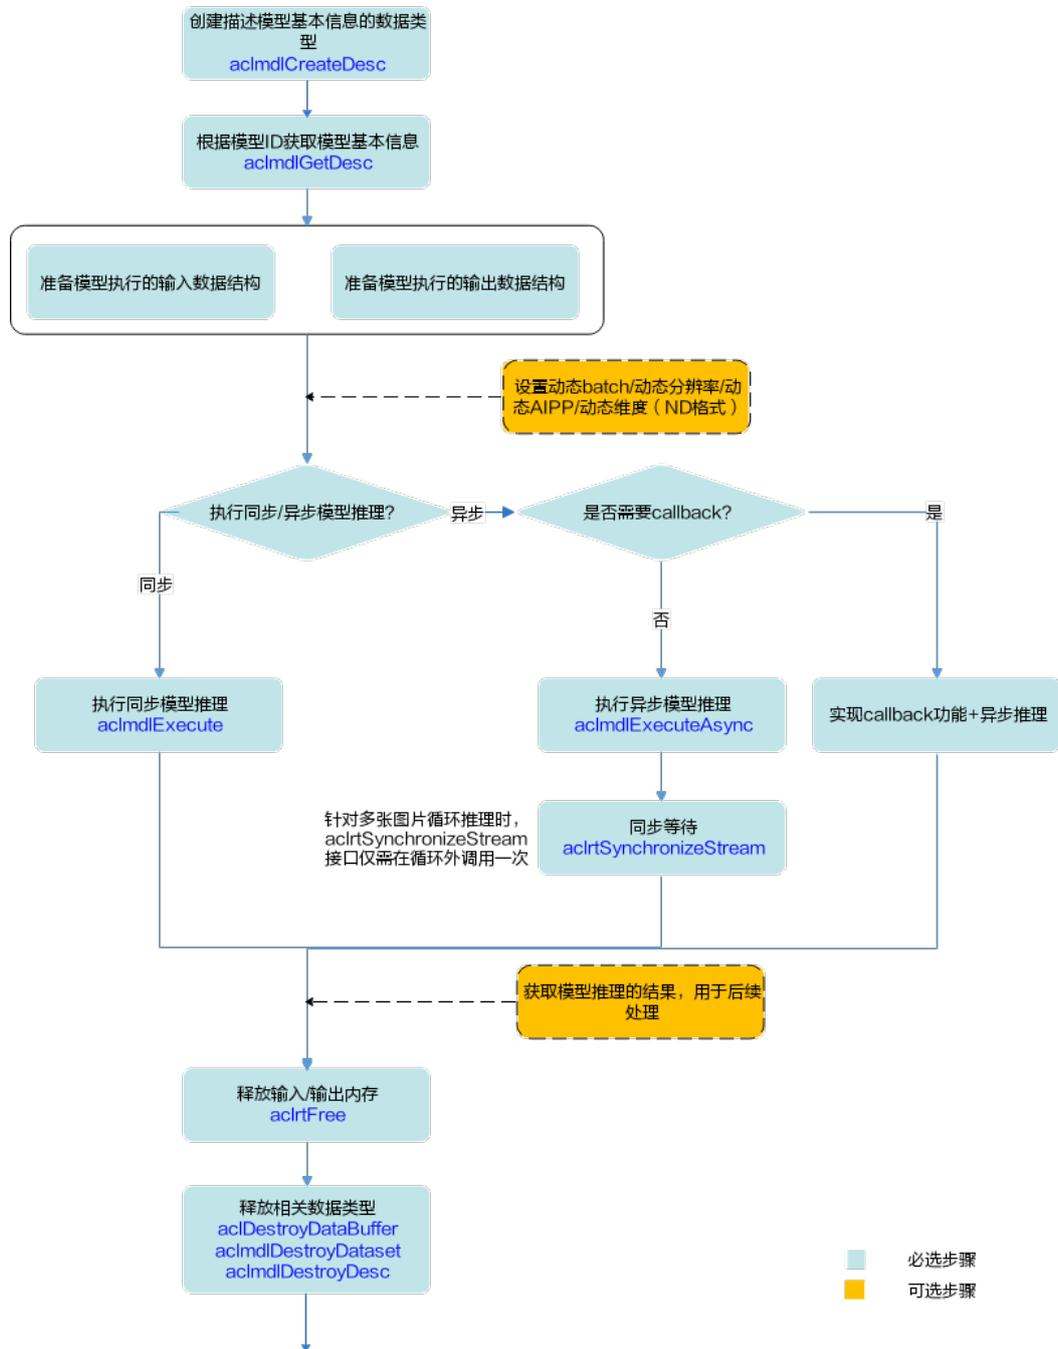 创建描述模型基本信息的数据类
型
aclmdlCreateDesc
根据模型ID获取模型基本信息
aclmdlGetDesc
准备模型执行的输入数据结构
准备模型执行的输出数据结构
设置动态batch/动态分辨率/动
态AIPP/动态维度（ND格式）
执行同步/异步模型推理?
异步
是否需要callback?
是
同步
否
执行同步模型推理
aclmdlExecute
执行异步模型推理
aclmdlExecuteAsync
实现callback功能+异步推理
针对多张图片循环推理时，
aclrtSynchronizeStream
接口仅需在循环外调用一次
同步等待
aclrtSynchronizeStream
获取模型推理的结果，用于后续
处理
释放输入/输出内存
aclrtFree
释放相关数据类型
aclDestroyDataBuffer
aclmdlDestroyDataset
aclmdlDestroyDesc
必选步骤
可选步骤